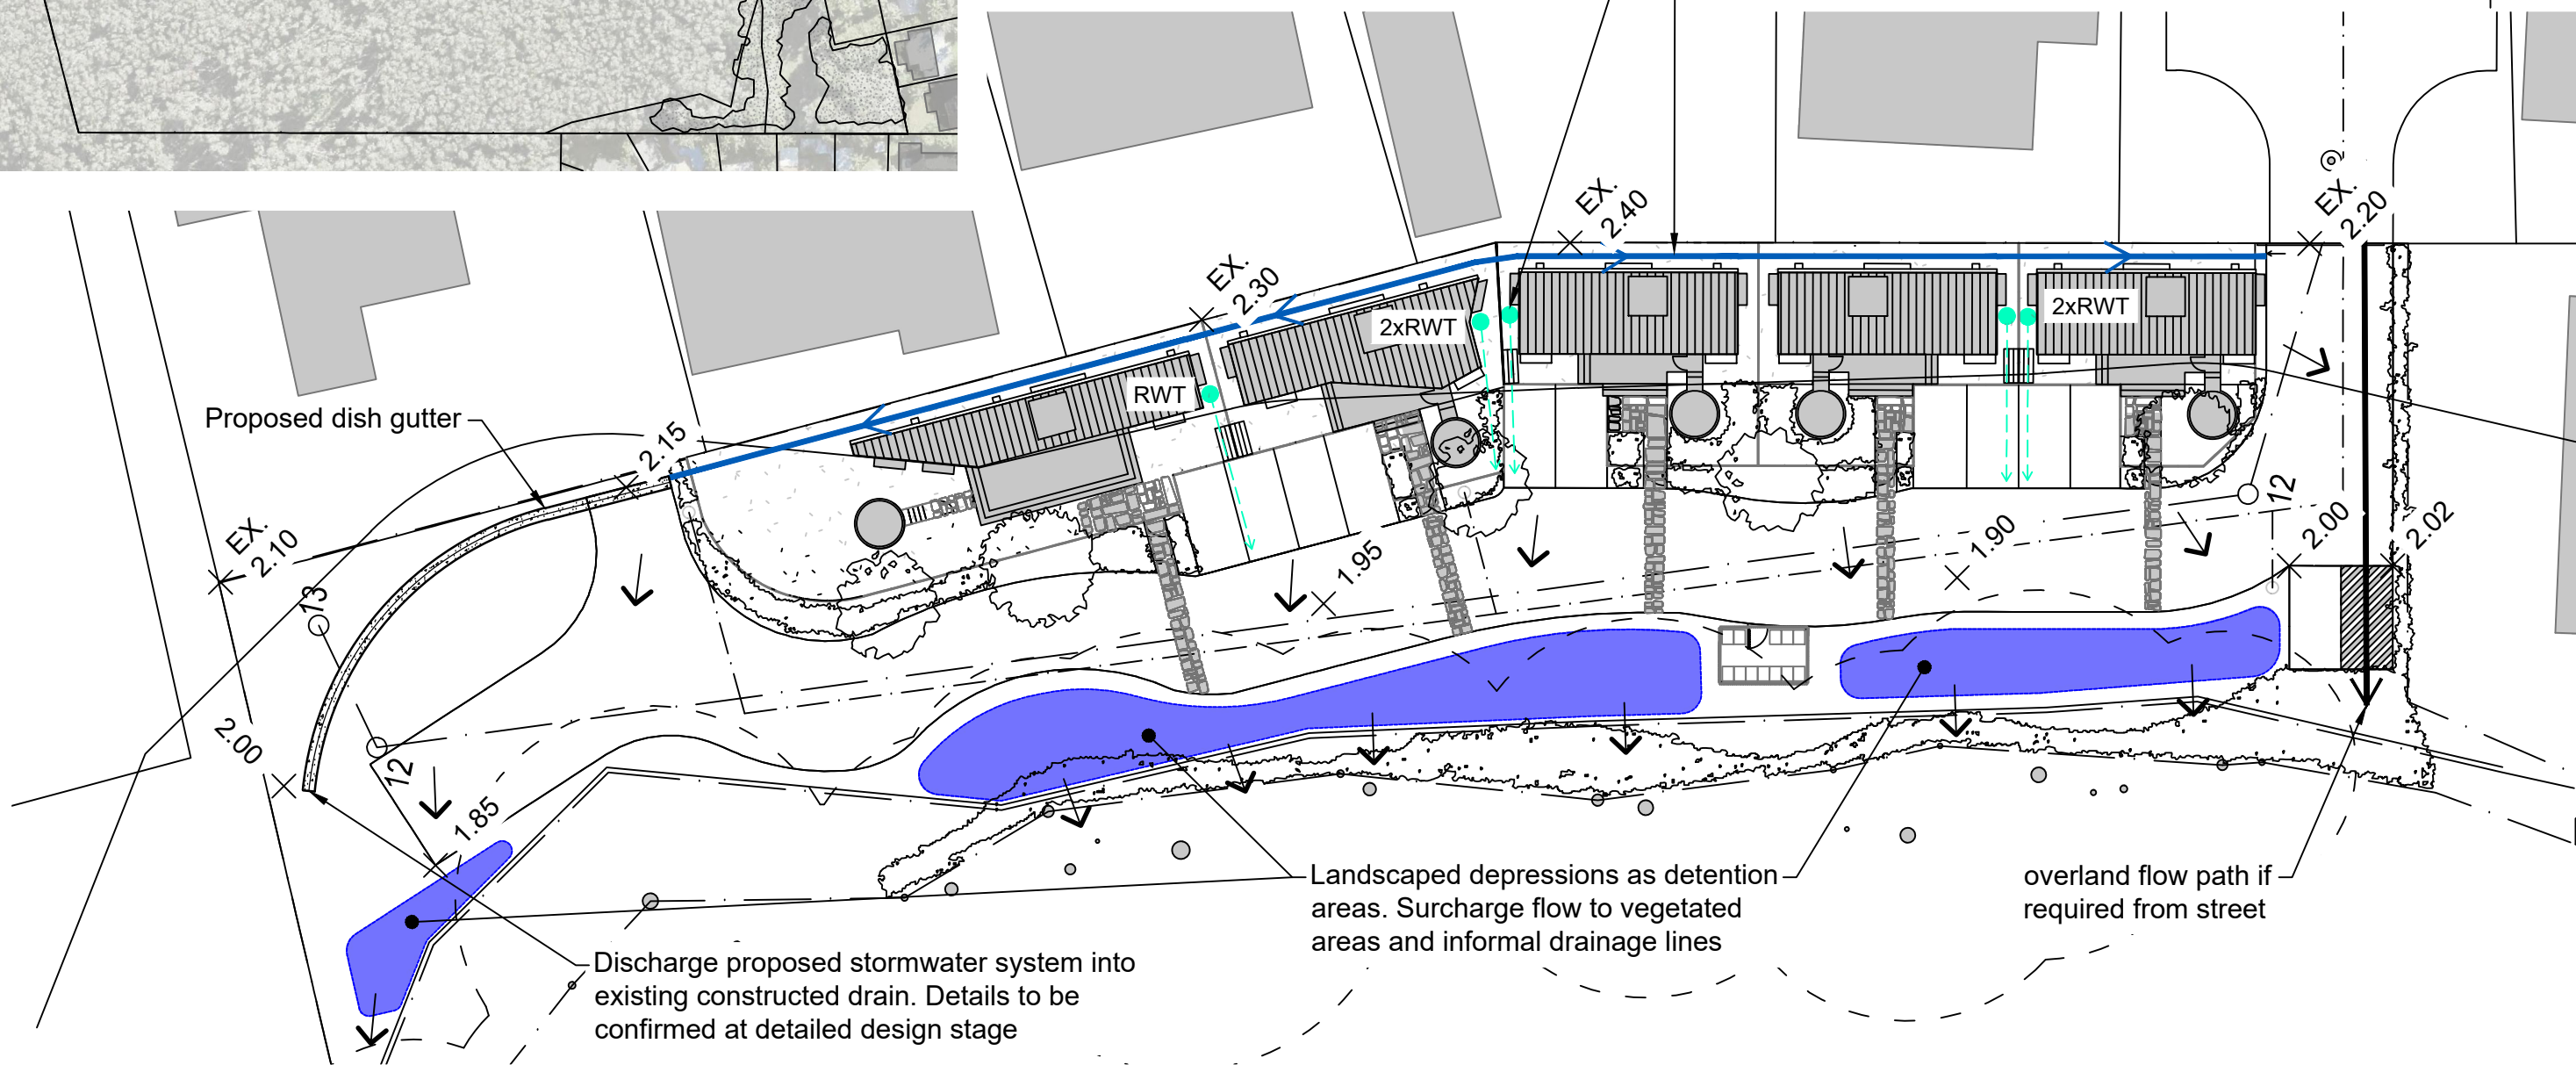 EX.
2.40
EX.
2.20
EX.
2.30
2xRWT
2xRWT
RWT
Proposed dish gutter
2.15
EX.
2.10
12
2.00
2.02
1.90
1.95
13
2.00
12
1.85
Landscaped depressions as detention
areas. Surcharge flow to vegetated
areas and informal drainage lines
overland flow path if
required from street
Discharge proposed stormwater system into
existing constructed drain. Details to be
confirmed at detailed design stage